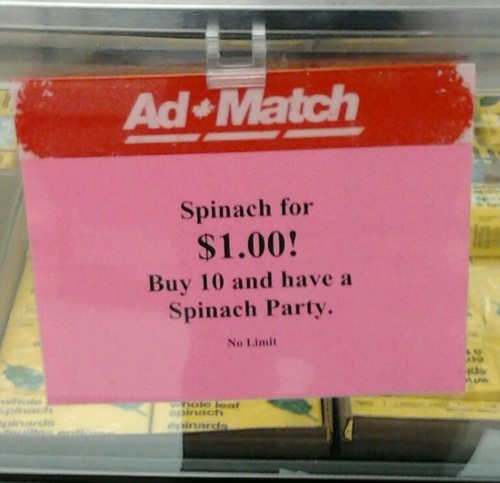 Ad Match
Spinach for
$1.00!
Buy 10 and have a
Spinach Party.
No Limit
whole
spinach
épinards
whole leaf
spinach
épinards